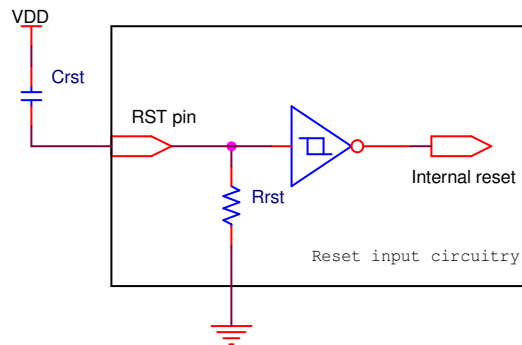 VDD
Crst
RST pin
Rrst
Internal reset
Reset input circuitry